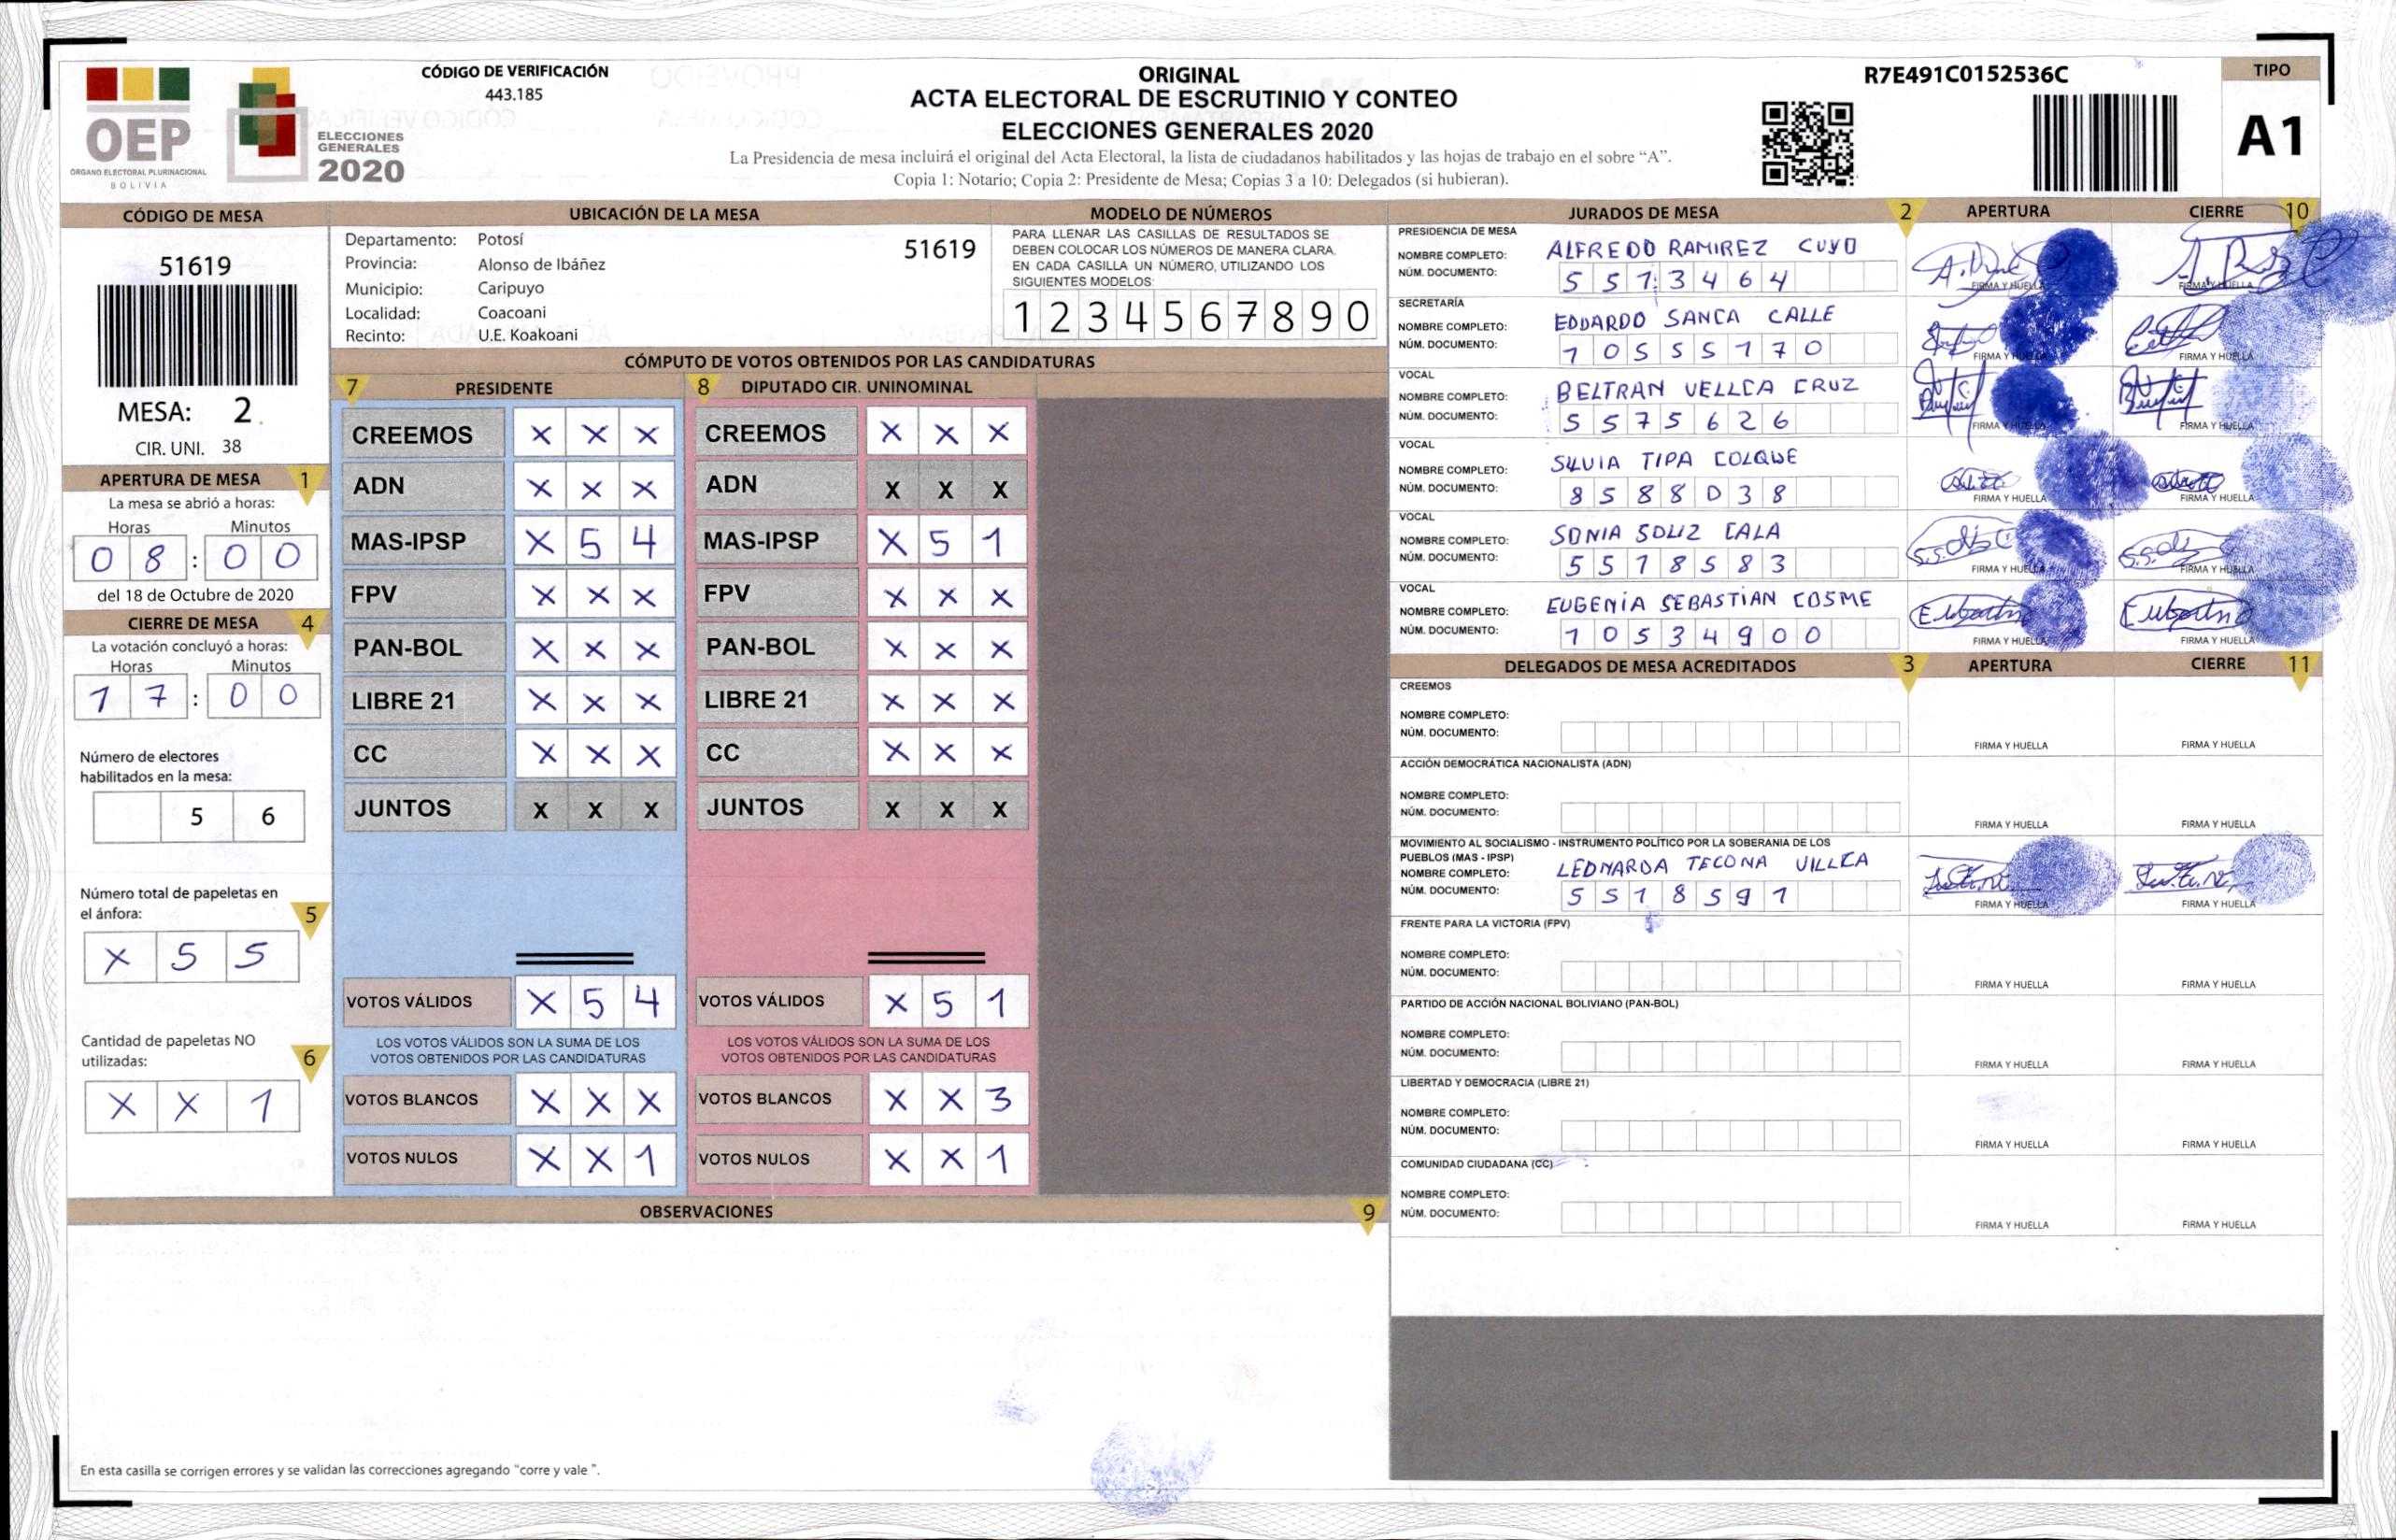 OEP
ÓRGANO ELECTORAL PLURINACIONAL
BOLIVIA
ELECCIONES
GENERALES
2020
CÓDIGO DE VERIFICACIÓN
443.185
ORIGINAL
ACTA ELECTORAL DE ESCRUTINIO Y CONTEO
ELECCIONES GENERALES 2020
La Presidencia de mesa incluirá el original del Acta Electoral, la lista de ciudadanos habilitados y las hojas de trabajo en el sobre “A”.
Copia 1: Notario; Copia 2: Presidente de Mesa; Copias 3 a 10: Delegados (si hubieran).
R7E491C0152536C
TIPO
A1
CÓDIGO DE MESA
51619
MESA: 2
CIR. UNI. 38
APERTURA DE MESA 1
La mesa se abrió a horas:
Horas Minutos
0 8 : 0 0
del 18 de Octubre de 2020
CIERRE DE MESA 4
La votación concluyó a horas:
Horas Minutos
1 7 : 0 0
Número de electores
habilitados en la mesa:
5 6
Número total de papeletas en
el ánfora: 5
X 5 5
Cantidad de papeletas NO
utilizadas: 6
X X 1
UBICACIÓN DE LA MESA
Departamento: Potosí 51619
Provincia: Alonso de Ibáñez
Municipio: Caripuyo
Localidad: Coacoani
Recinto: U.E. Koakoani
MODELO DE NÚMEROS
PARA LLENAR LAS CASILLAS DE RESULTADOS SE
DEBEN COLOCAR LOS NÚMEROS DE MANERA CLARA.
EN CADA CASILLA UN NÚMERO, UTILIZANDO LOS
SIGUIENTES MODELOS:
1 2 3 4 5 6 7 8 9 0
CÓMPUTO DE VOTOS OBTENIDOS POR LAS CANDIDATURAS
7 PRESIDENTE
CREEMOS X X X
ADN X X X
MAS-IPSP X 5 4
FPV X X X
PAN-BOL X X X
LIBRE 21 X X X
CC X X X
JUNTOS X X X
VOTOS VÁLIDOS X 5 4
LOS VOTOS VÁLIDOS SON LA SUMA DE LOS
VOTOS OBTENIDOS POR LAS CANDIDATURAS
VOTOS BLANCOS X X X
VOTOS NULOS X X 1
8 DIPUTADO CIR. UNINOMINAL
CREEMOS X X X
ADN X X X
MAS-IPSP X 5 1
FPV X X X
PAN-BOL X X X
LIBRE 21 X X X
CC X X X
JUNTOS X X X
VOTOS VÁLIDOS X 5 1
LOS VOTOS VÁLIDOS SON LA SUMA DE LOS
VOTOS OBTENIDOS POR LAS CANDIDATURAS
VOTOS BLANCOS X X 3
VOTOS NULOS X X 1
OBSERVACIONES 9
En esta casilla se corrigen errores y se validan las correcciones agregando “corre y vale ”.
JURADOS DE MESA 2 APERTURA CIERRE 10
PRESIDENCIA DE MESA
NOMBRE COMPLETO: ALFREDO RAMIREZ CUYO
NÚM. DOCUMENTO: 5 5 7 3 4 6 4
FIRMA Y HUELLA FIRMA Y HUELLA
SECRETARÍA
NOMBRE COMPLETO: EDUARDO SANCA CALLE
NÚM. DOCUMENTO: 1 0 5 5 5 1 7 0
FIRMA Y HUELLA FIRMA Y HUELLA
VOCAL
NOMBRE COMPLETO: BELTRAN VELLCA CRUZ
NÚM. DOCUMENTO: 5 5 7 5 6 2 6
FIRMA Y HUELLA FIRMA Y HUELLA
VOCAL
NOMBRE COMPLETO: SILVIA TIPA COLQUE
NÚM. DOCUMENTO: 8 5 8 8 0 3 8
FIRMA Y HUELLA FIRMA Y HUELLA
VOCAL
NOMBRE COMPLETO: SONIA SOLIZ CALA
NÚM. DOCUMENTO: 5 5 1 8 5 8 3
FIRMA Y HUELLA FIRMA Y HUELLA
VOCAL
NOMBRE COMPLETO: EUGENIA SEBASTIAN COSME
NÚM. DOCUMENTO: 1 0 5 3 4 9 0 0
FIRMA Y HUELLA FIRMA Y HUELLA
DELEGADOS DE MESA ACREDITADOS 3 APERTURA CIERRE 11
CREEMOS
NOMBRE COMPLETO:
NÚM. DOCUMENTO:
FIRMA Y HUELLA FIRMA Y HUELLA
ACCIÓN DEMOCRÁTICA NACIONALISTA (ADN)
NOMBRE COMPLETO:
NÚM. DOCUMENTO:
FIRMA Y HUELLA FIRMA Y HUELLA
MOVIMIENTO AL SOCIALISMO - INSTRUMENTO POLÍTICO POR LA SOBERANIA DE LOS
PUEBLOS (MAS - IPSP)
NOMBRE COMPLETO: LEONARDA TECONA VILLCA
NÚM. DOCUMENTO: 5 5 1 8 5 9 1
FIRMA Y HUELLA FIRMA Y HUELLA
FRENTE PARA LA VICTORIA (FPV)
NOMBRE COMPLETO:
NÚM. DOCUMENTO:
FIRMA Y HUELLA FIRMA Y HUELLA
PARTIDO DE ACCIÓN NACIONAL BOLIVIANO (PAN-BOL)
NOMBRE COMPLETO:
NÚM. DOCUMENTO:
FIRMA Y HUELLA FIRMA Y HUELLA
LIBERTAD Y DEMOCRACIA (LIBRE 21)
NOMBRE COMPLETO:
NÚM. DOCUMENTO:
FIRMA Y HUELLA FIRMA Y HUELLA
COMUNIDAD CIUDADANA (CC)
NOMBRE COMPLETO:
NÚM. DOCUMENTO:
FIRMA Y HUELLA FIRMA Y HUELLA